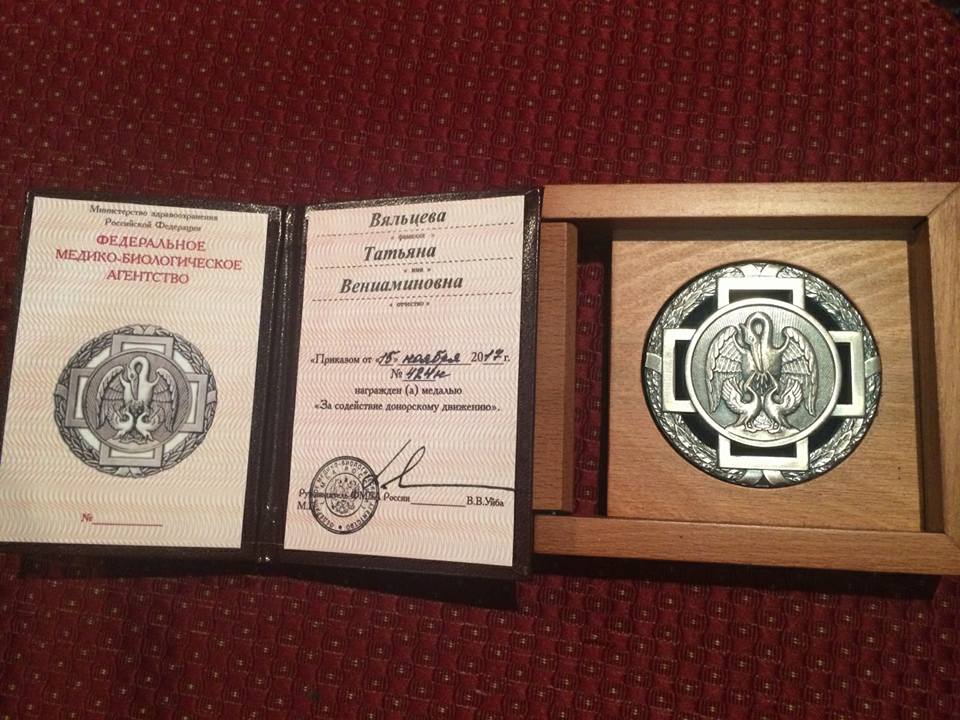 Министерство здравоохранения
Российской Федерации
ФЕДЕРАЛЬНОЕ
МЕДИКО-БИОЛОГИЧЕСКОЕ
АГЕНТСТВО
№
Вяльцева
« фамилия »
Татьяна
« имя »
Вениаминовна
« отчество »
«Приказом от «15» ноября 2017 г.
№ 424н
награжден (а) медалью
«За содействие донорскому движению».
Руководитель ФМБА России В.В.Уйба
М.П.